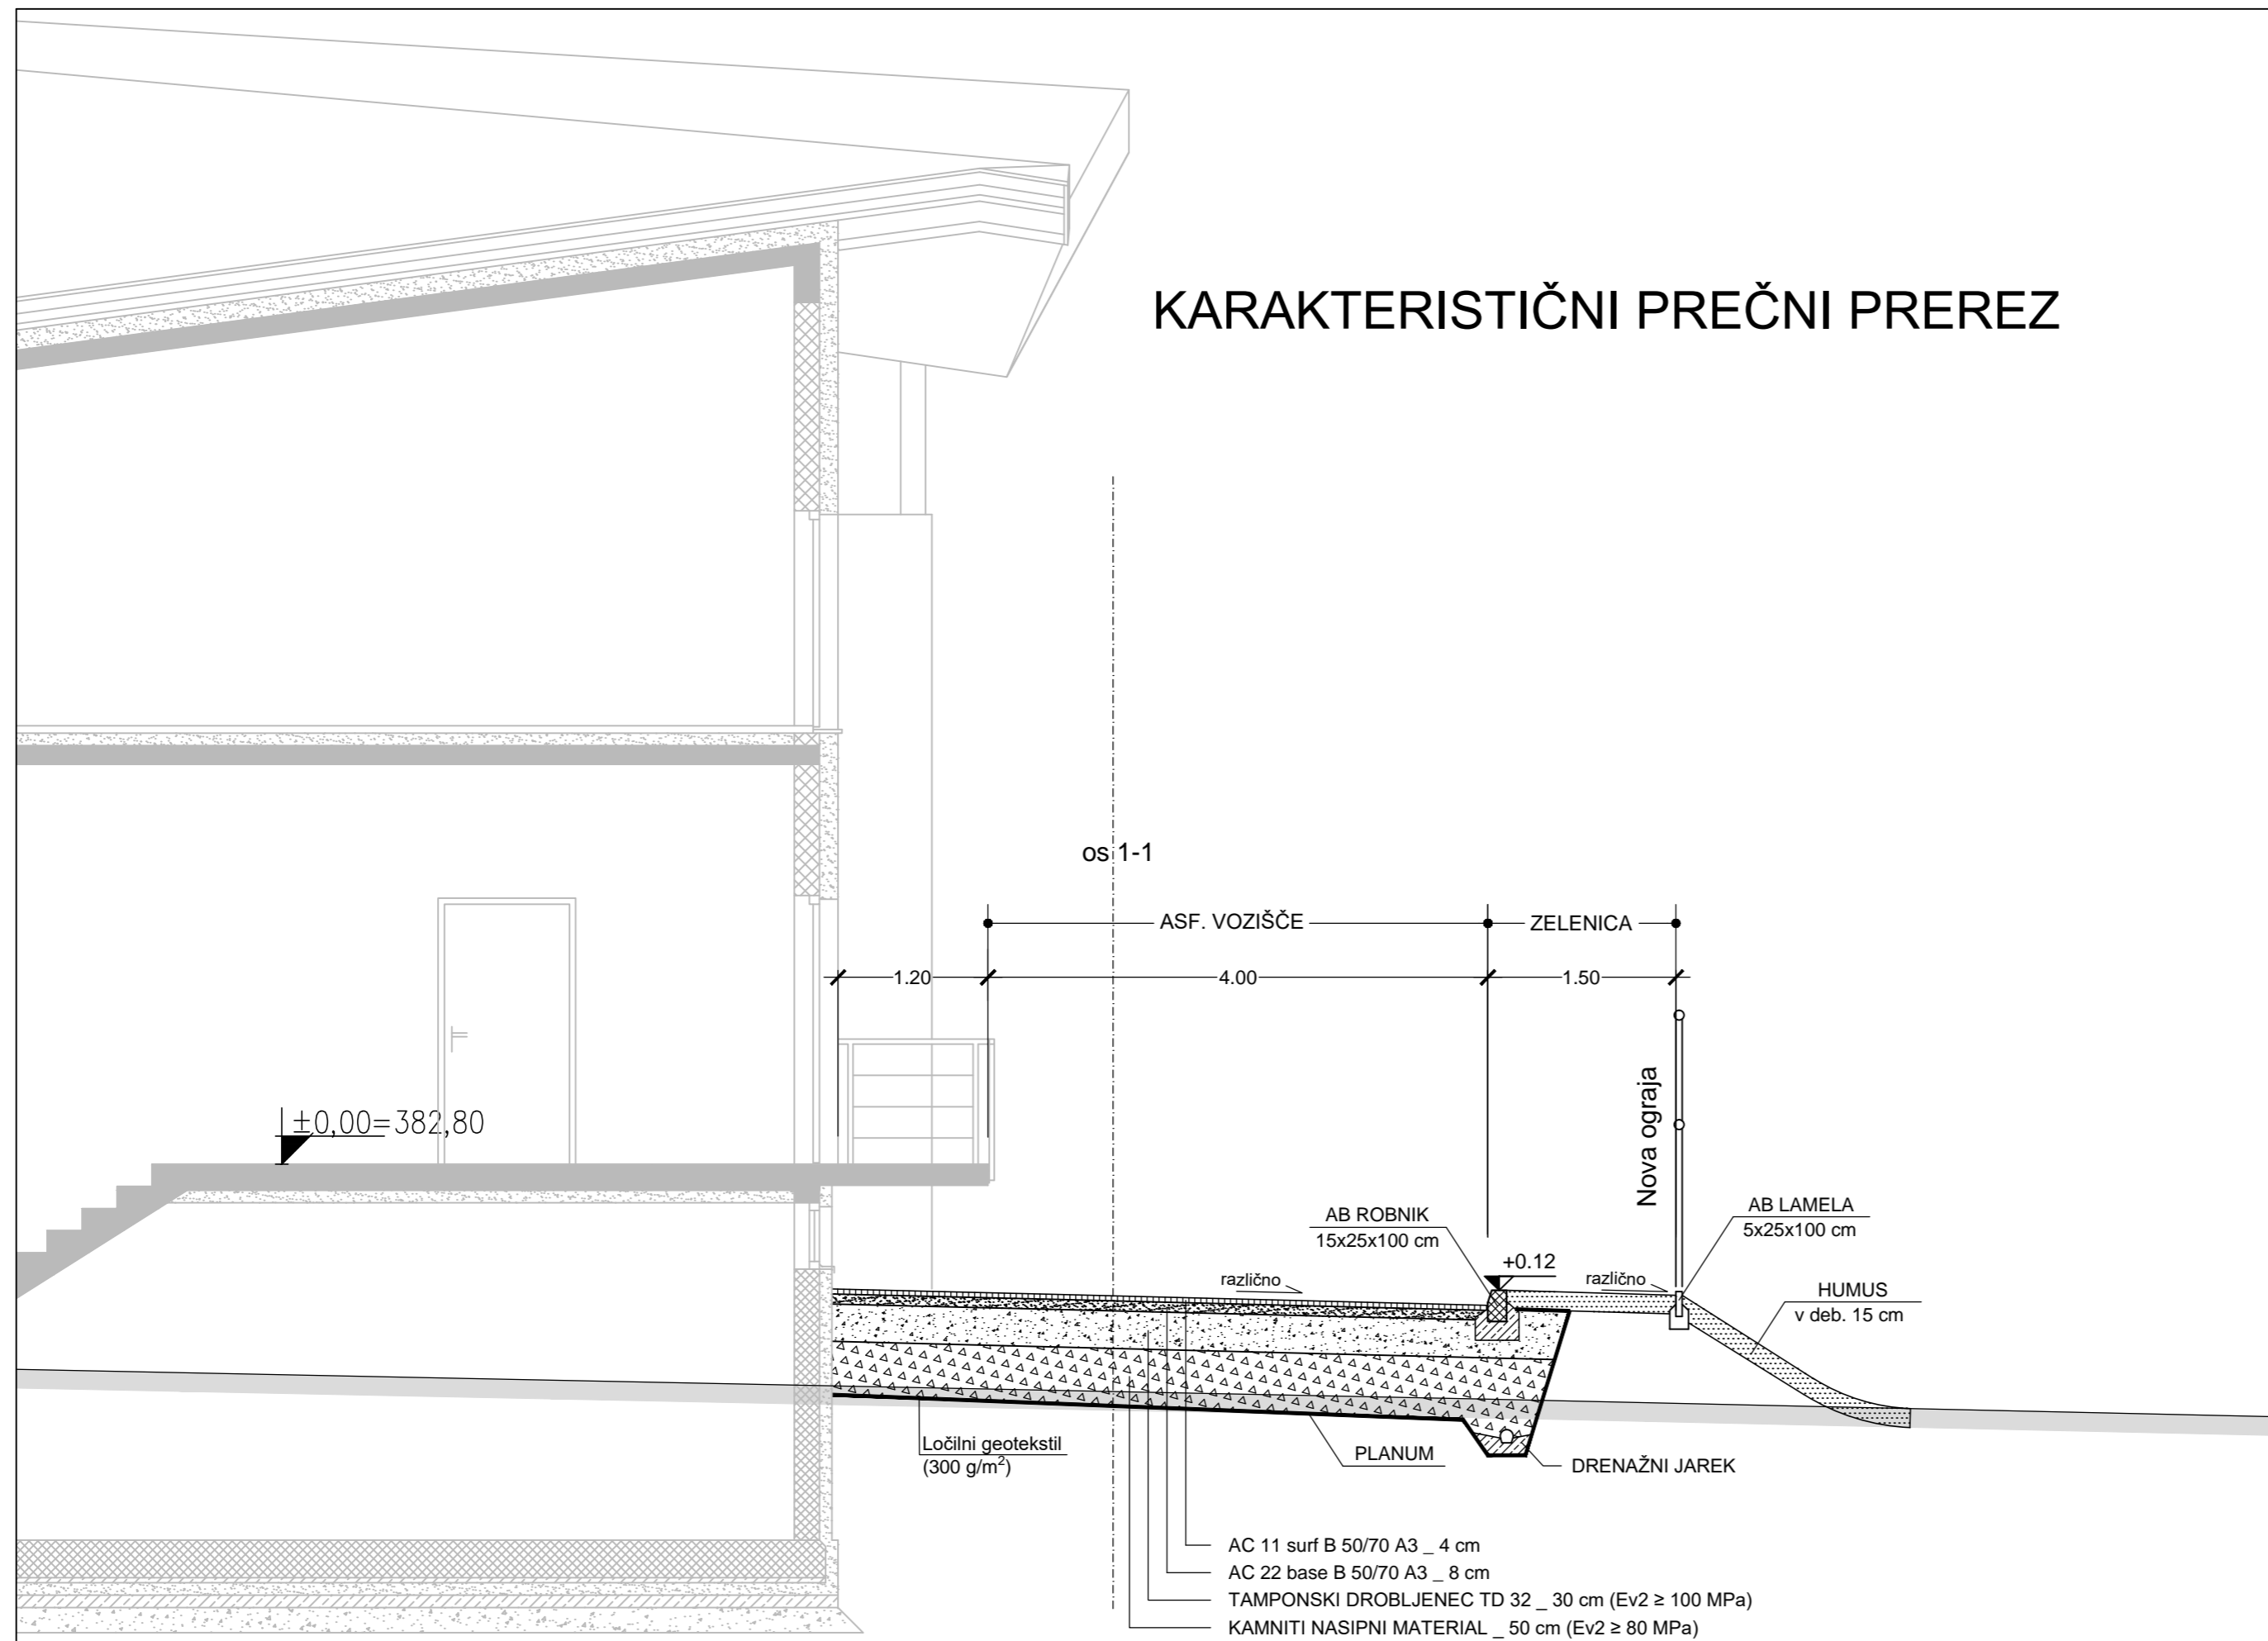 KARAKTERISTIČNI PREČNI PREREZ
os 1-1
ASF. VOZIŠČE
ZELENICA
1.20
4.00
1.50
Nova ograja
±0,00=382,80
AB ROBNIK
15x25x100 cm
AB LAMELA
5x25x100 cm
+0.12
različno
različno
HUMUS
v deb. 15 cm
Ločilni geotekstil
(300 g/m²)
PLANUM
DRENAŽNI JAREK
AC 11 surf B 50/70 A3 _ 4 cm
AC 22 base B 50/70 A3 _ 8 cm
TAMPONSKI DROBLJENEC TD 32 _ 30 cm (Ev2 ≥ 100 MPa)
KAMNITI NASIPNI MATERIAL _ 50 cm (Ev2 ≥ 80 MPa)